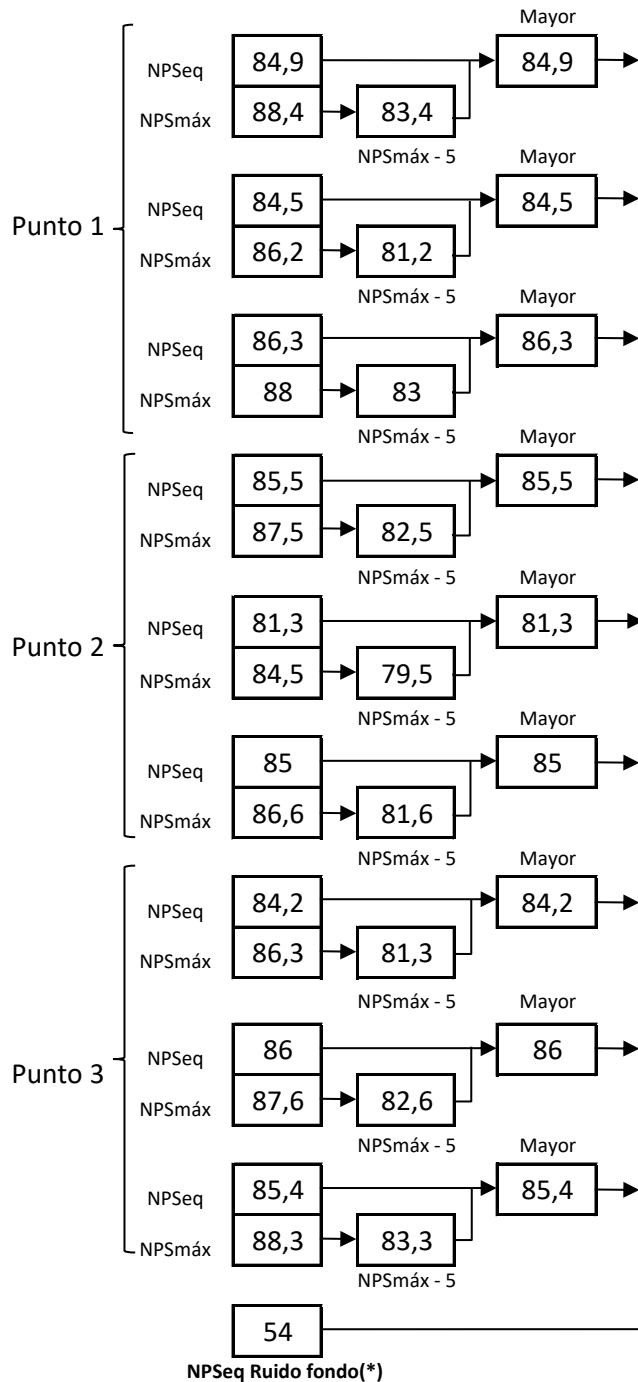 Mayor
NPSeq 84,9 84,9
NPSmáx 88,4 83,4
NPSmáx - 5 Mayor
NPSeq 84,5 84,5
Punto 1
NPSmáx 86,2 81,2
NPSmáx - 5 Mayor
NPSeq 86,3 86,3
NPSmáx 88 83
NPSmáx - 5 Mayor
NPSeq 85,5 85,5
NPSmáx 87,5 82,5
NPSmáx - 5 Mayor
NPSeq 81,3 81,3
Punto 2
NPSmáx 84,5 79,5
NPSmáx - 5 Mayor
NPSeq 85 85
NPSmáx 86,6 81,6
NPSmáx - 5 Mayor
NPSeq 84,2 84,2
NPSmáx 86,3 81,3
NPSmáx - 5 Mayor
NPSeq 86 86
Punto 3
NPSmáx 87,6 82,6
NPSmáx - 5 Mayor
NPSeq 85,4 85,4
NPSmáx 88,3 83,3
NPSmáx - 5
54
NPSeq Ruido fondo(*)